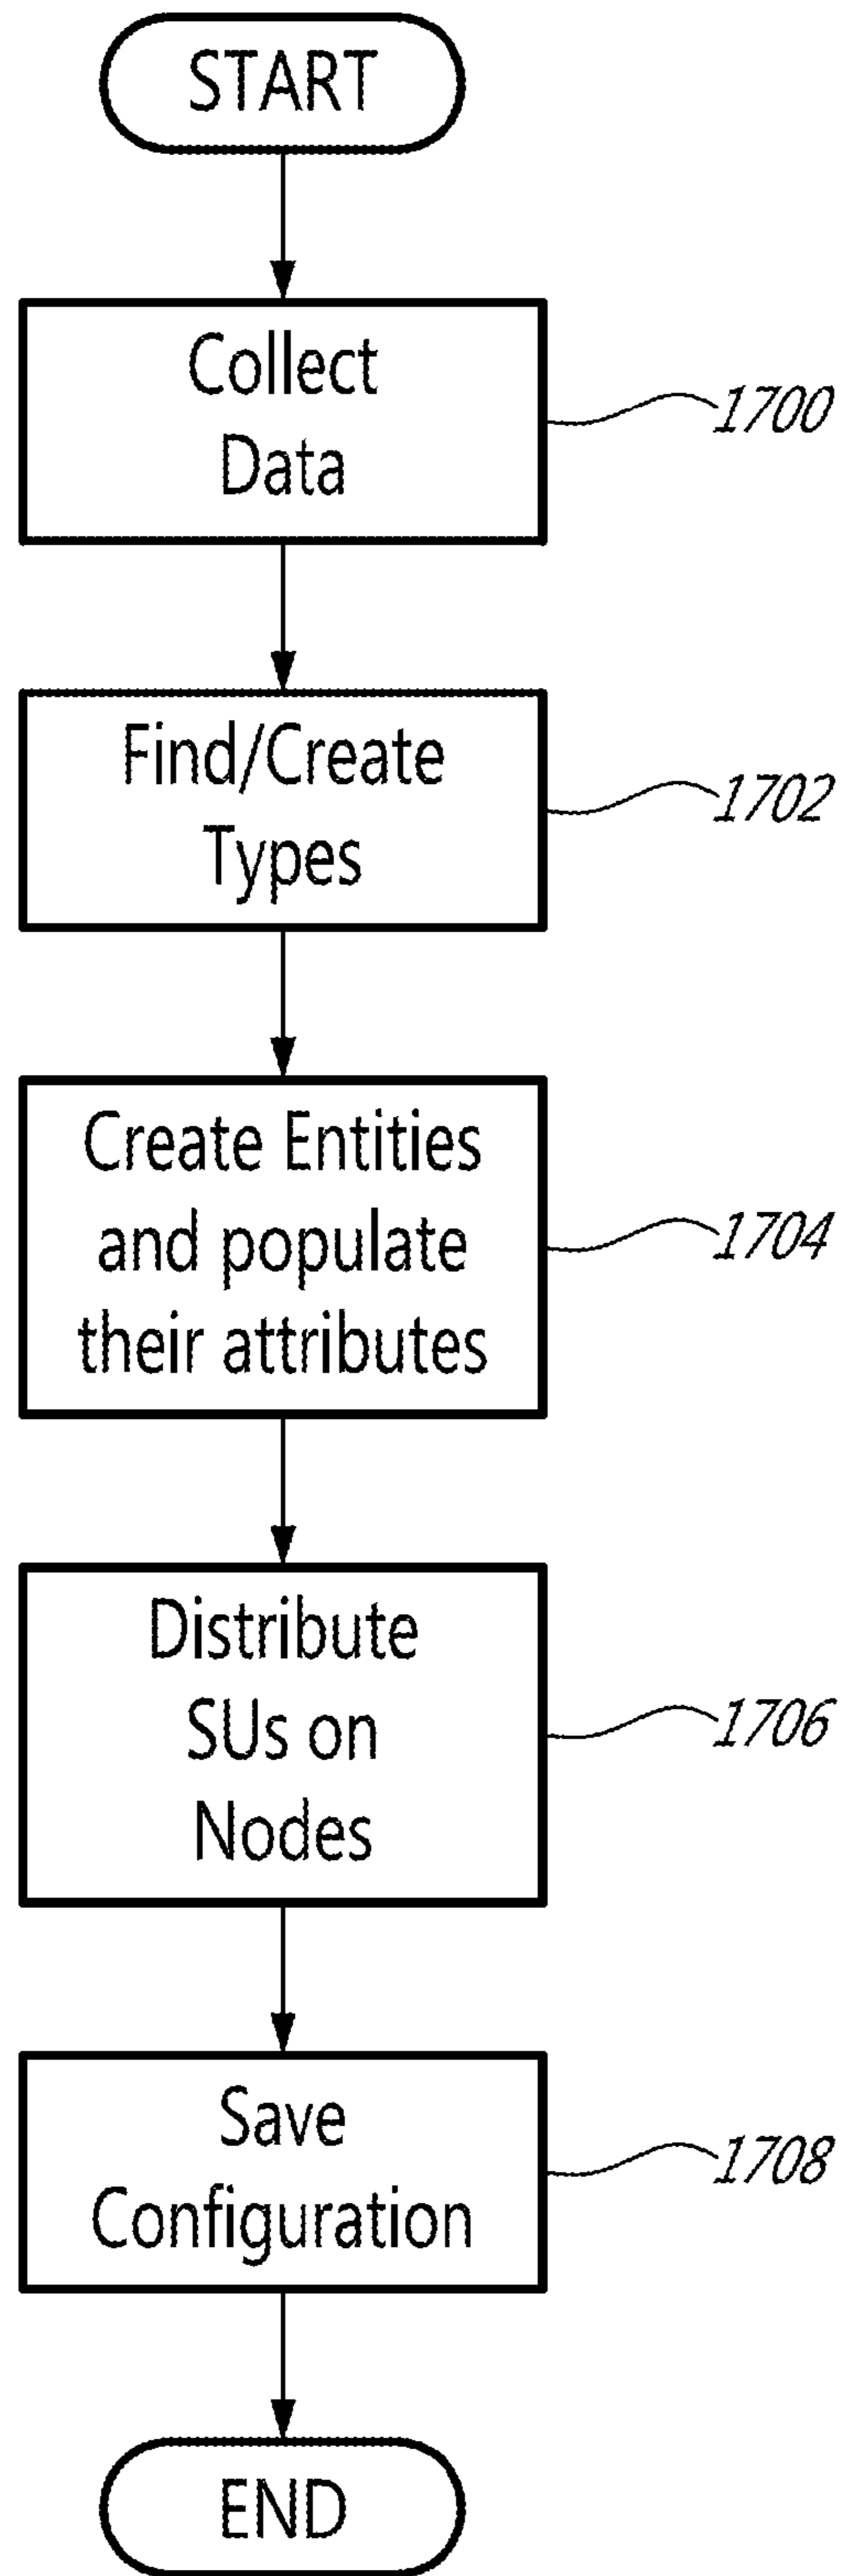 START
Collect
Data
1700
Find/Create
Types
1702
Create Entities
and populate
their attributes
1704
Distribute
SUs on
Nodes
1706
Save
Configuration
1708
END